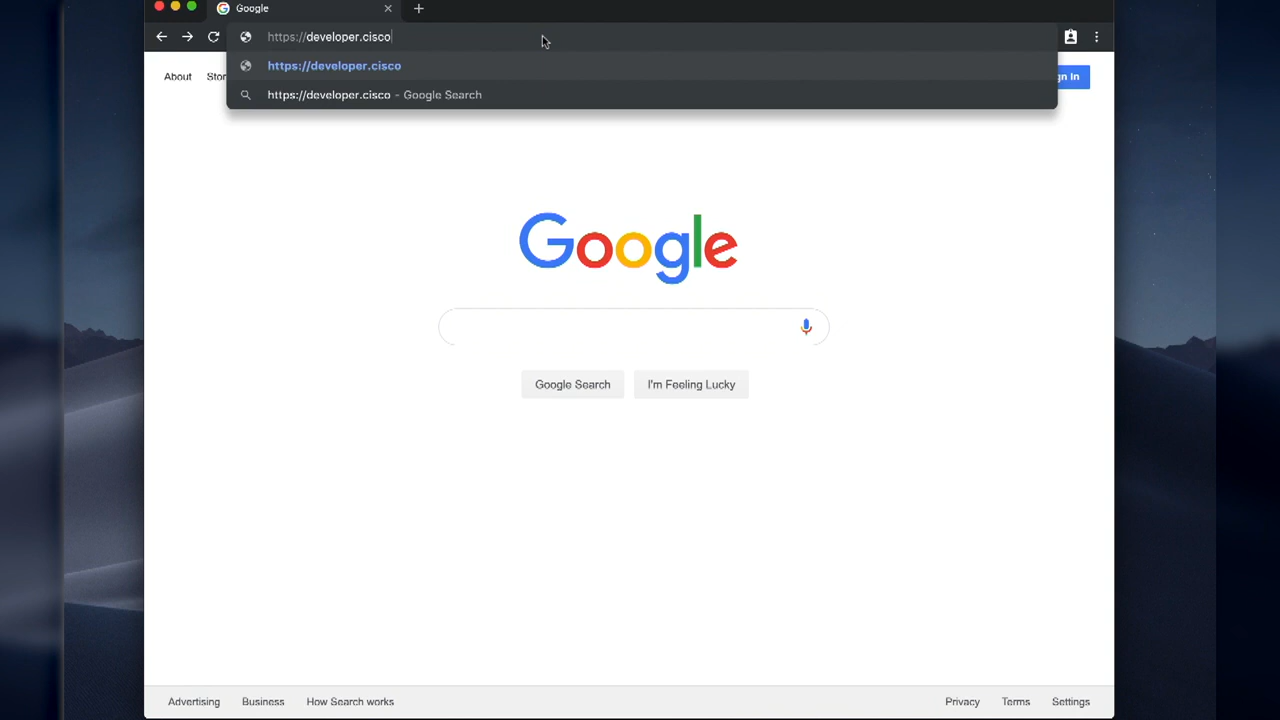 Google
https://developer.cisco
https://developer.cisco
https://developer.cisco - Google Search
About
Google
Google Search
I'm Feeling Lucky
Advertising
Business
How Search works
Privacy
Terms
Settings